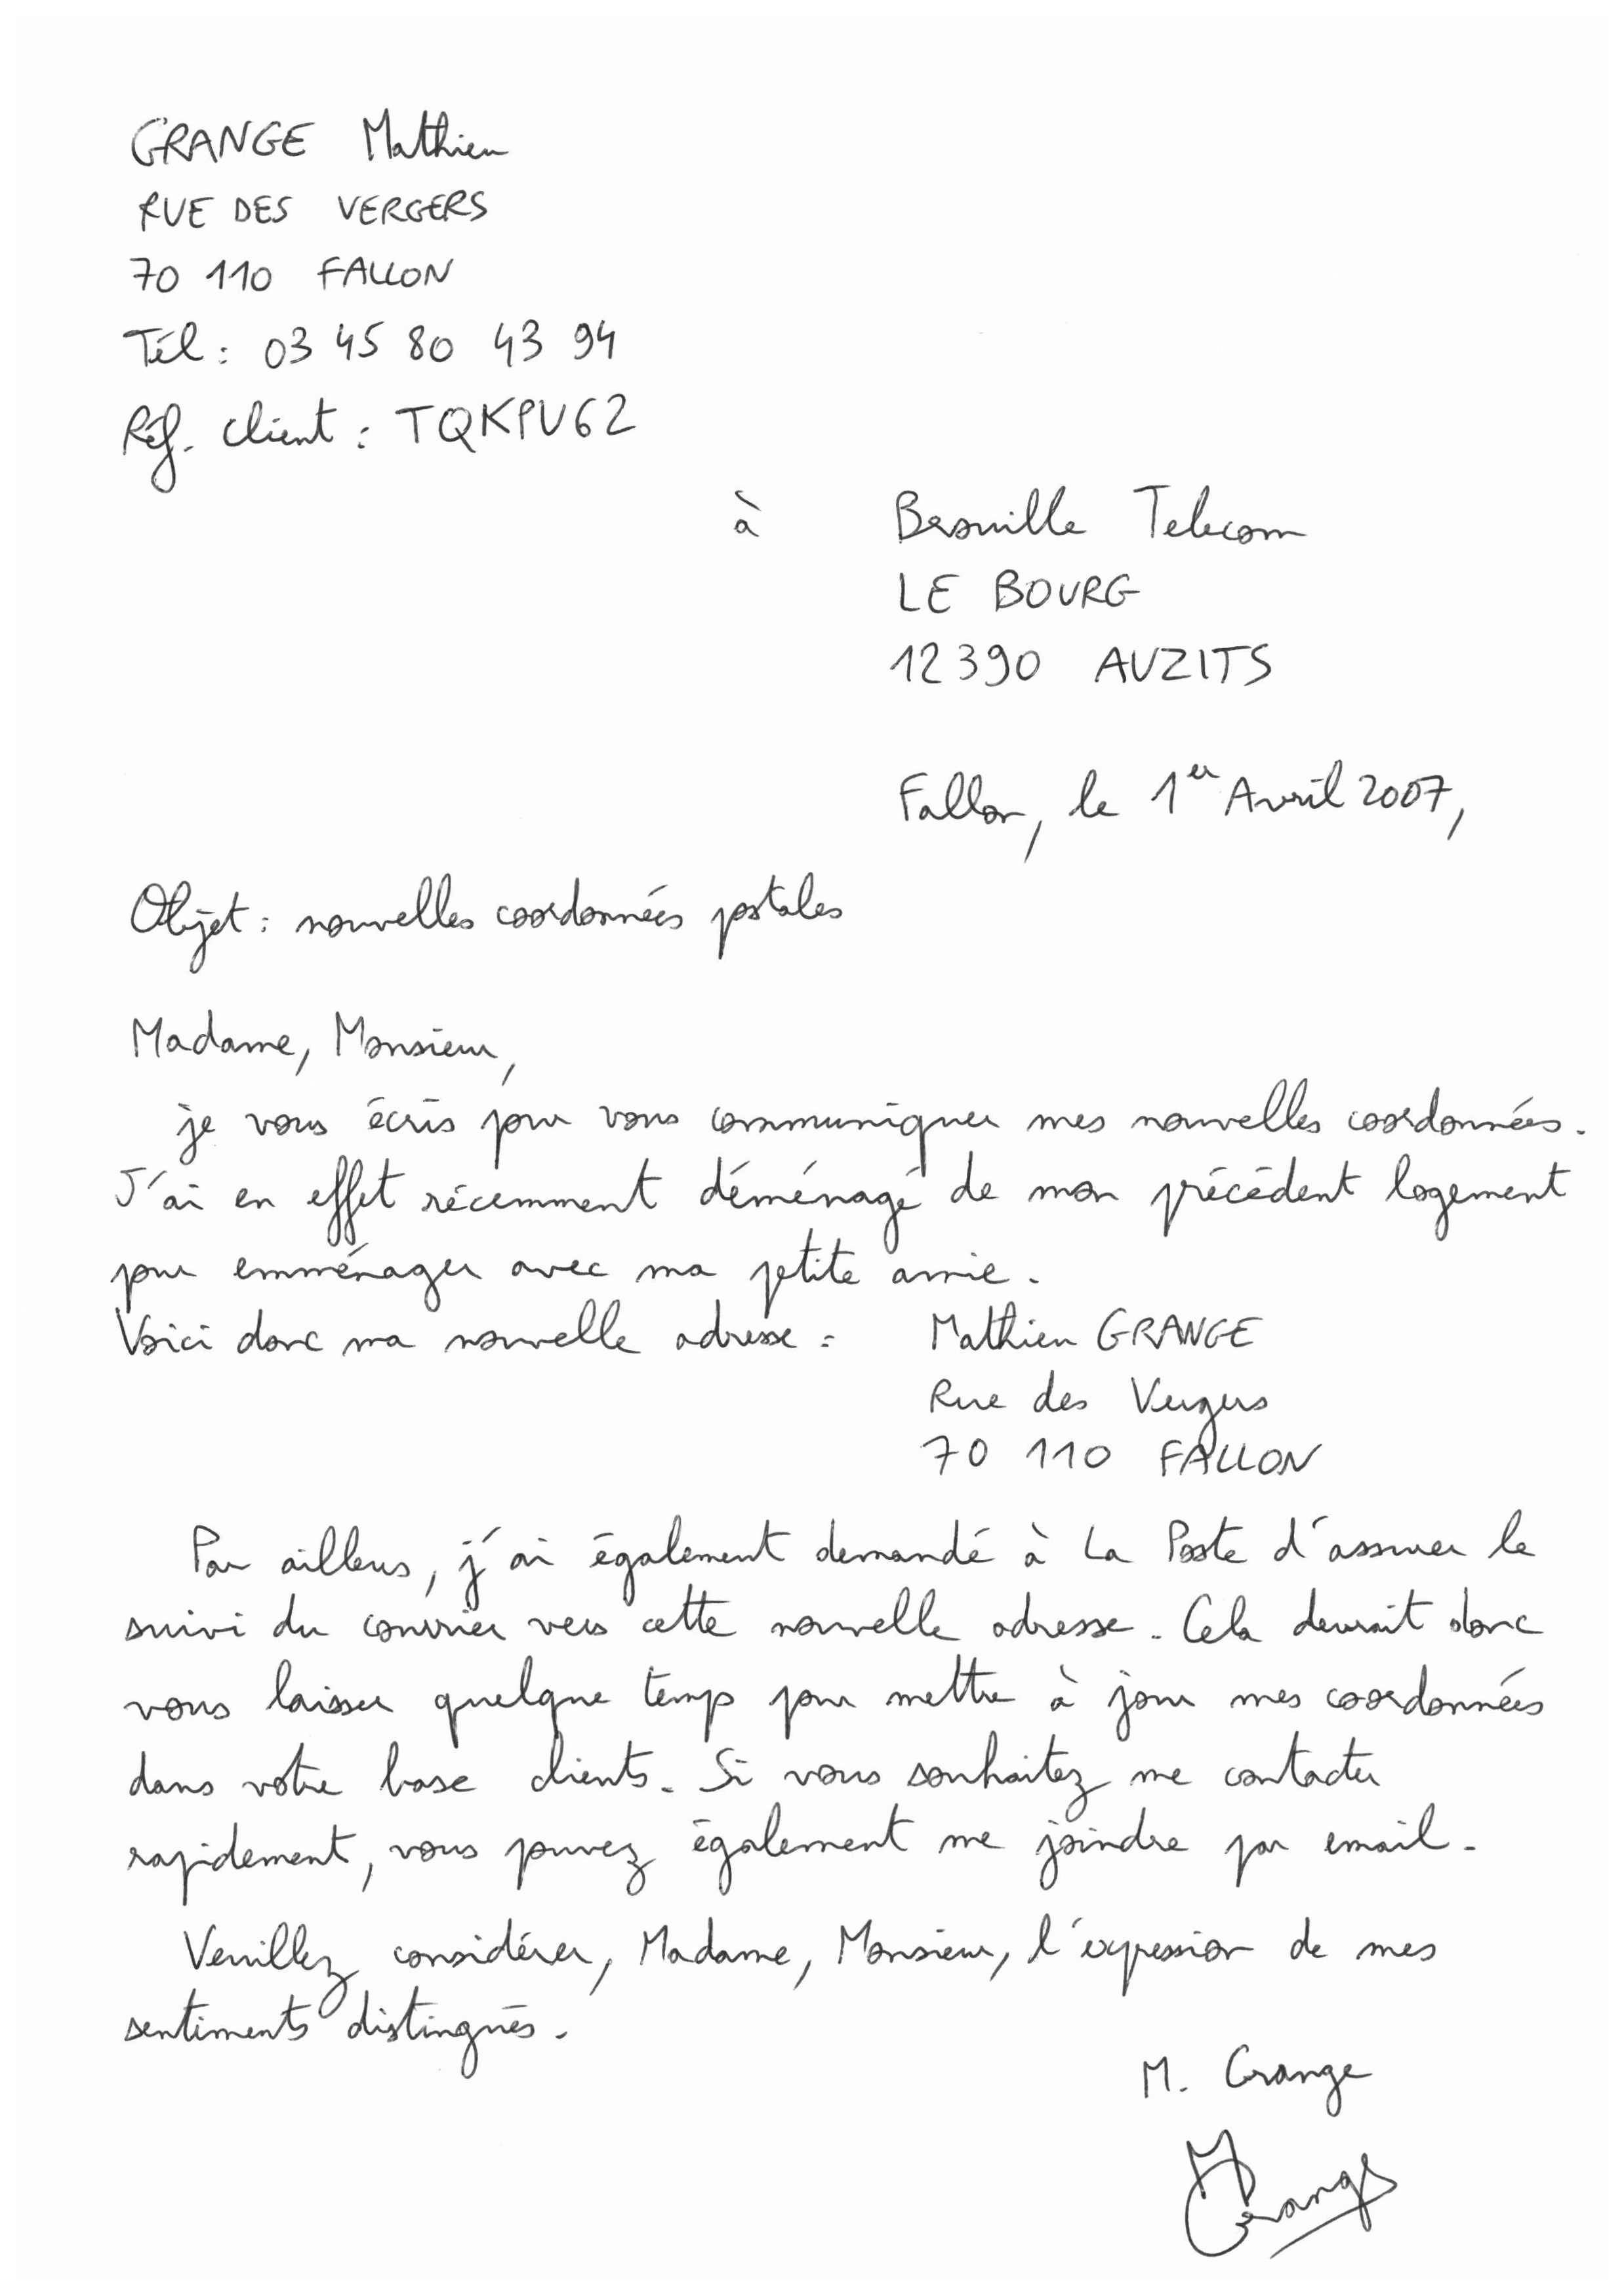 GRANGE Mathieu
RUE DES VERGERS
70 110 FALLON
Tél : 03 45 80 43 94
Réf. client : TQKPV62
à Brouille Telecom
LE BOURG
12390 AUZITS
Fallon, le 1er Avril 2007,
Objet : nouvelles coordonnées postales
Madame, Monsieur,
je vous écris pour vous communiquer mes nouvelles coordonnées.
J'ai en effet récemment déménagé de mon précédent logement
pour emménager avec ma petite amie.
Voici donc ma nouvelle adresse : Mathieu GRANGE
Rue des Vergers
70 110 FALLON
Par ailleurs, j'ai également demandé à La Poste d'assurer le
suivi du courrier vers cette nouvelle adresse. Cela devrait donc
vous laisser quelque temps pour mettre à jour mes coordonnées
dans votre base clients. Si vous souhaitez me contacter
rapidement, vous pouvez également me joindre par email.
Veuillez considérer, Madame, Monsieur, l'expression de mes
sentiments distingués.
M. Grange
M Grange